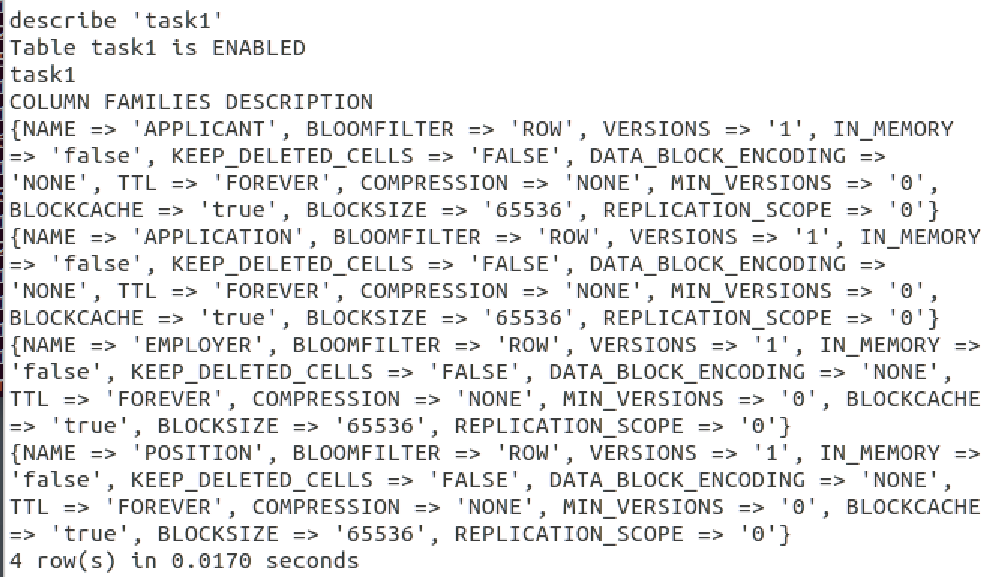 describe 'task1'
Table task1 is ENABLED
task1
COLUMN FAMILIES DESCRIPTION
{NAME => 'APPLICANT', BLOOMFILTER => 'ROW', VERSIONS => '1', IN_MEMORY
=> 'false', KEEP_DELETED_CELLS => 'FALSE', DATA_BLOCK_ENCODING =>
'NONE', TTL => 'FOREVER', COMPRESSION => 'NONE', MIN_VERSIONS => '0',
BLOCKCACHE => 'true', BLOCKSIZE => '65536', REPLICATION_SCOPE => '0'}
{NAME => 'APPLICATION', BLOOMFILTER => 'ROW', VERSIONS => '1', IN_MEMORY
=> 'false', KEEP_DELETED_CELLS => 'FALSE', DATA_BLOCK_ENCODING =>
'NONE', TTL => 'FOREVER', COMPRESSION => 'NONE', MIN_VERSIONS => '0',
BLOCKCACHE => 'true', BLOCKSIZE => '65536', REPLICATION_SCOPE => '0'}
{NAME => 'EMPLOYER', BLOOMFILTER => 'ROW', VERSIONS => '1', IN_MEMORY =>
'false', KEEP_DELETED_CELLS => 'FALSE', DATA_BLOCK_ENCODING => 'NONE',
TTL => 'FOREVER', COMPRESSION => 'NONE', MIN_VERSIONS => '0', BLOCKCACHE
=> 'true', BLOCKSIZE => '65536', REPLICATION_SCOPE => '0'}
{NAME => 'POSITION', BLOOMFILTER => 'ROW', VERSIONS => '1', IN_MEMORY =>
'false', KEEP_DELETED_CELLS => 'FALSE', DATA_BLOCK_ENCODING => 'NONE',
TTL => 'FOREVER', COMPRESSION => 'NONE', MIN_VERSIONS => '0', BLOCKCACHE
=> 'true', BLOCKSIZE => '65536', REPLICATION_SCOPE => '0'}
4 row(s) in 0.0170 seconds